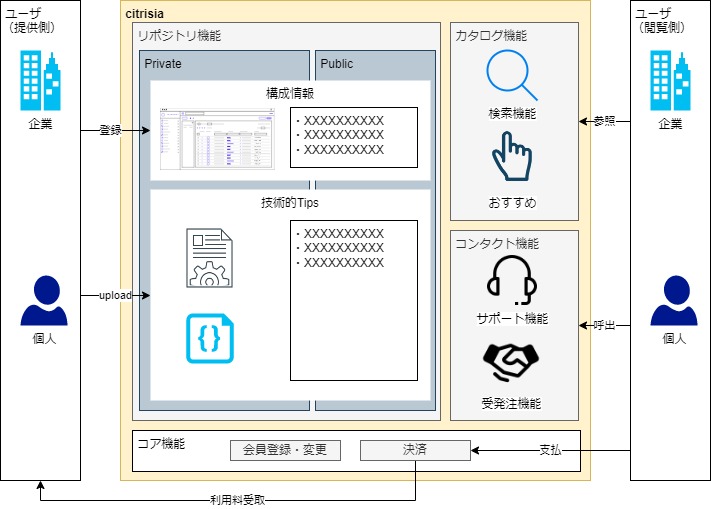 ユーザ
（提供側）
企業
個人
citrisia
リポジトリ機能
Private
Public
構成情報
・XXXXXXXXXX
・XXXXXXXXXX
・XXXXXXXXXX
技術的Tips
・XXXXXXXXXX
・XXXXXXXXXX
・XXXXXXXXXX
登録
upload
カタログ機能
検索機能
おすすめ
コンタクト機能
サポート機能
受発注機能
コア機能
会員登録・変更
決済
参照
呼出
支払
利用料受取
ユーザ
（閲覧側）
企業
個人